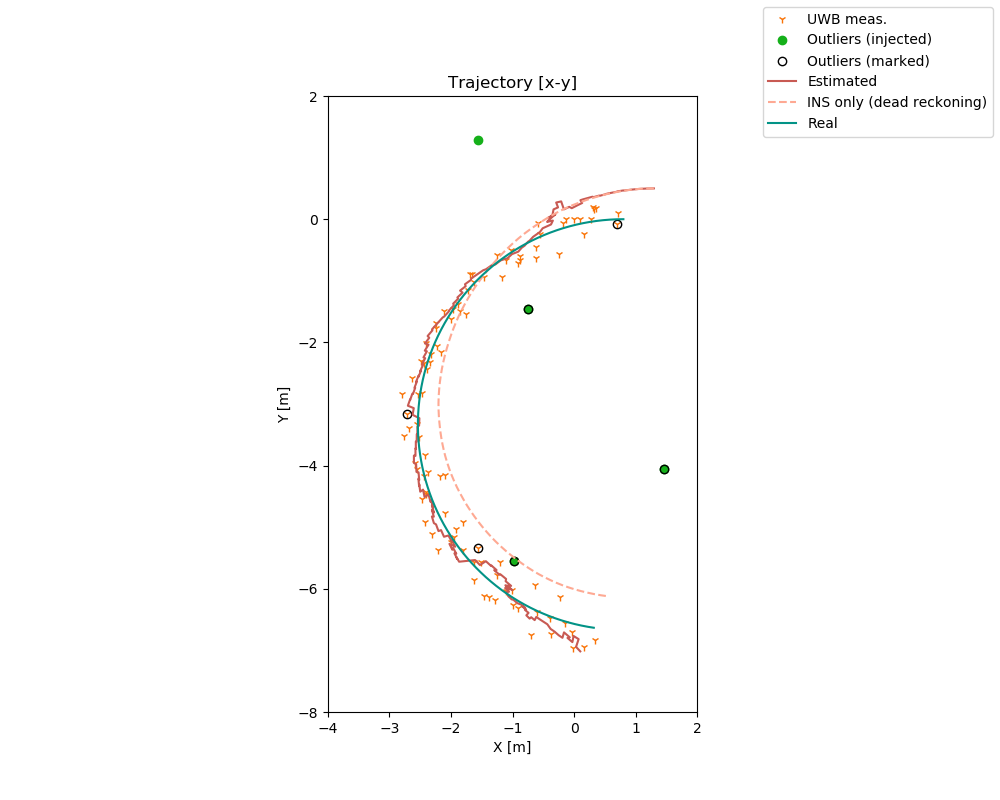 UWB meas.
Outliers (injected)
Outliers (marked)
Estimated
INS only (dead reckoning)
Real
Trajectory [x-y]
2
0
−2
−4
−6
−8
Y [m]
−4 −3 −2 −1 0 1 2
X [m]